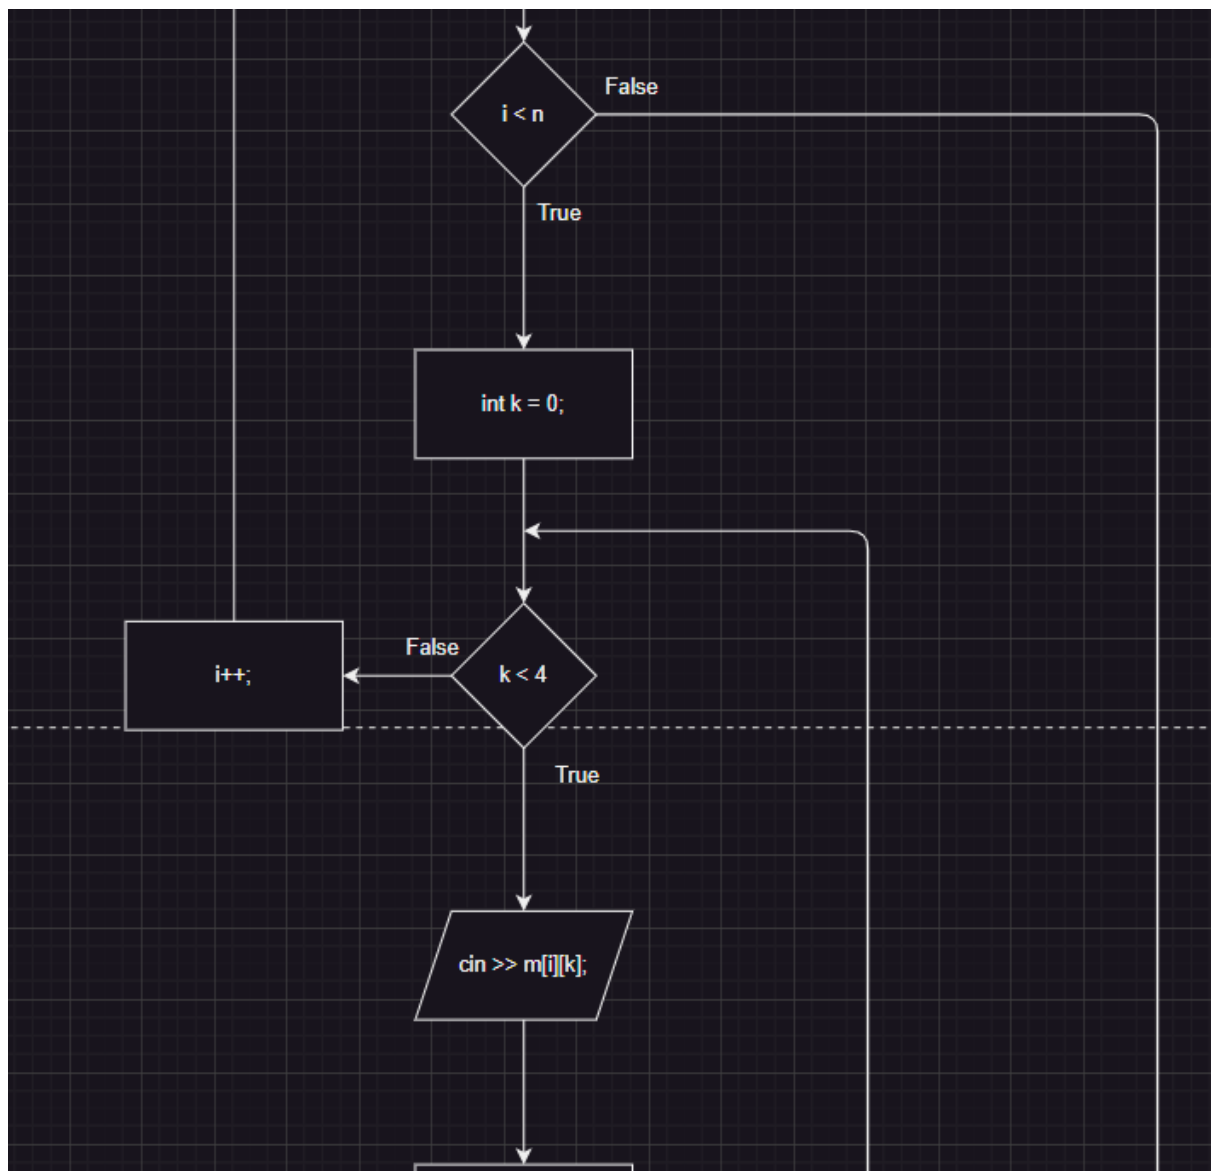 i < n
False
True
int k = 0;
False
k < 4
i++;
True
cin >> m[i][k];